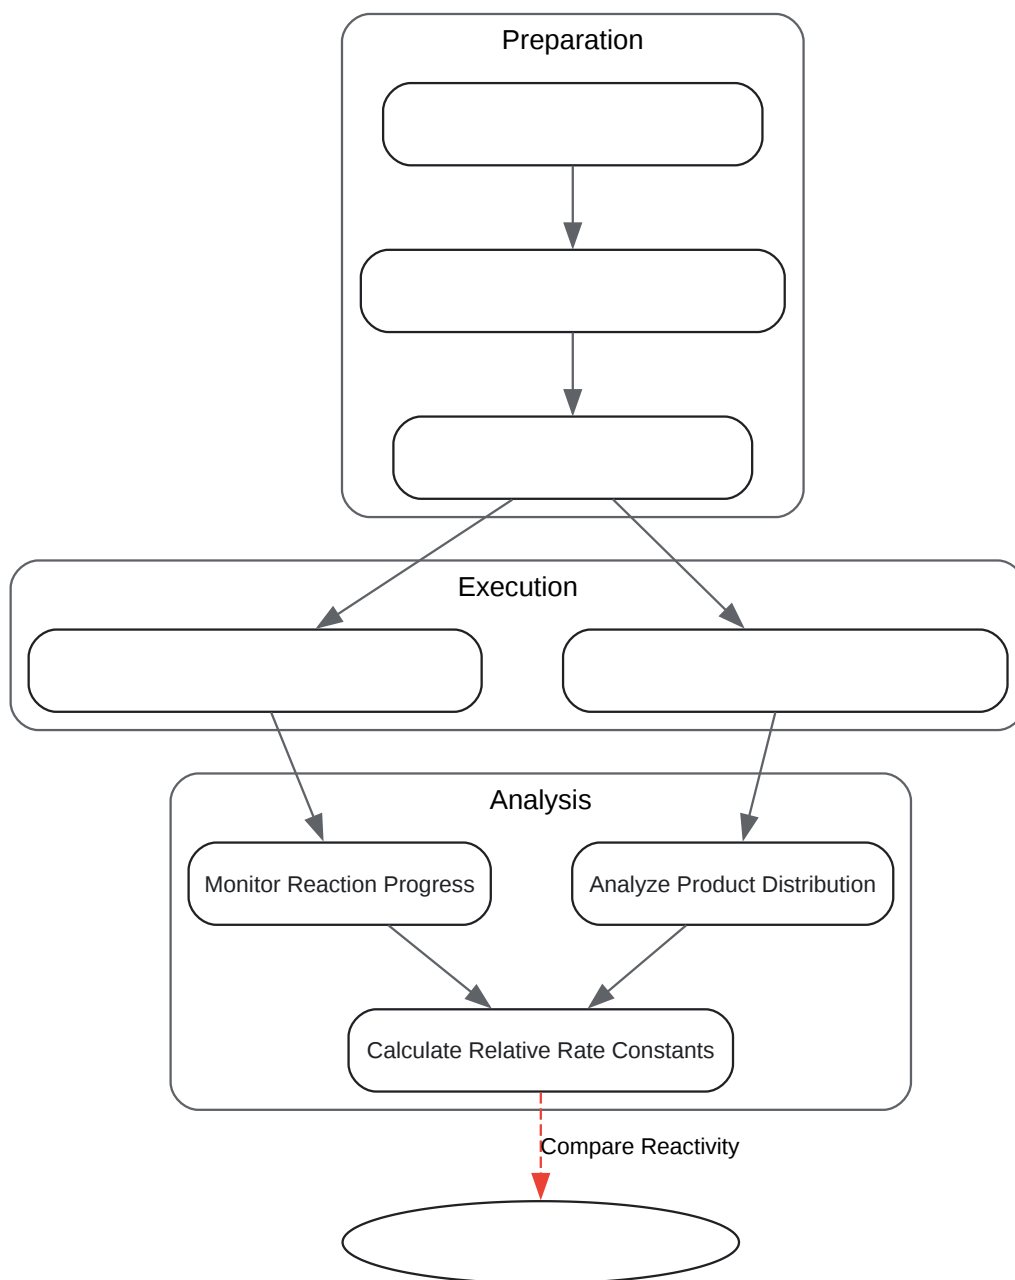 Preparation
Execution
Analysis
Monitor Reaction Progress
Analyze Product Distribution
Calculate Relative Rate Constants
Compare Reactivity